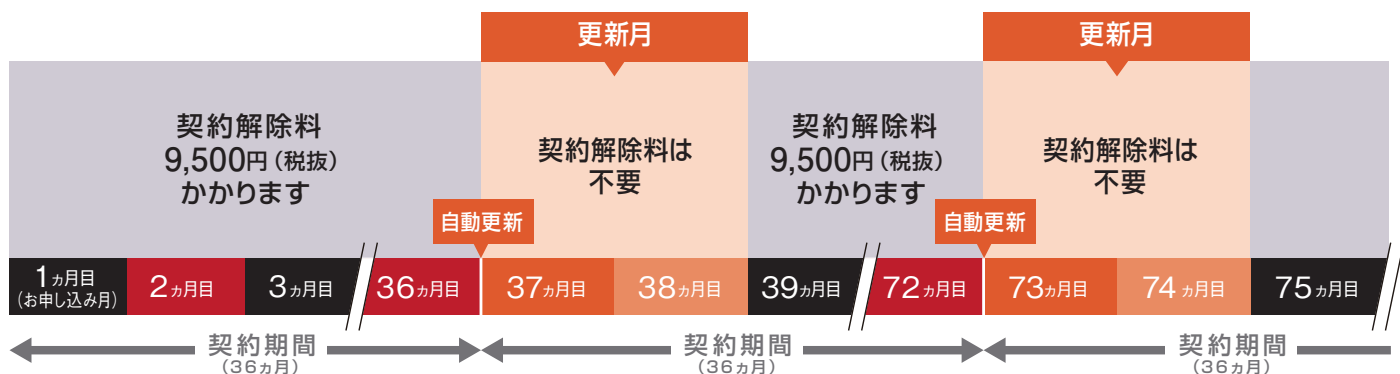 更新月
更新月
契約解除料
9,500円（税抜）
かかります
契約解除料は
不要
契約解除料
9,500円（税抜）
かかります
契約解除料は
不要
自動更新
自動更新
1ヵ月目
（お申し込み月）
2ヵ月目
3ヵ月目
36ヵ月目
37ヵ月目
38ヵ月目
39ヵ月目
72ヵ月目
73ヵ月目
74ヵ月目
75ヵ月目
契約期間
（36ヵ月）
契約期間
（36ヵ月）
契約期間
（36ヵ月）